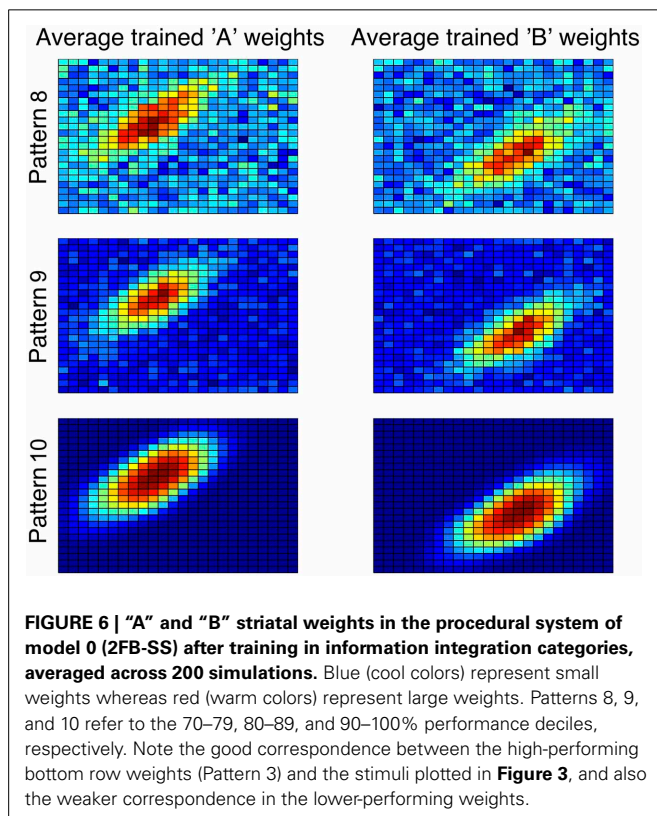 Average trained 'A' weights
Average trained 'B' weights
Pattern 8
Pattern 9
Pattern 10
FIGURE 6 | “A” and “B” striatal weights in the procedural system of
model 0 (2FB-SS) after training in information integration categories,
averaged across 200 simulations. Blue (cool colors) represent small
weights whereas red (warm colors) represent large weights. Patterns 8, 9,
and 10 refer to the 70–79, 80–89, and 90–100% performance deciles,
respectively. Note the good correspondence between the high-performing
bottom row weights (Pattern 3) and the stimuli plotted in Figure 3, and also
the weaker correspondence in the lower-performing weights.